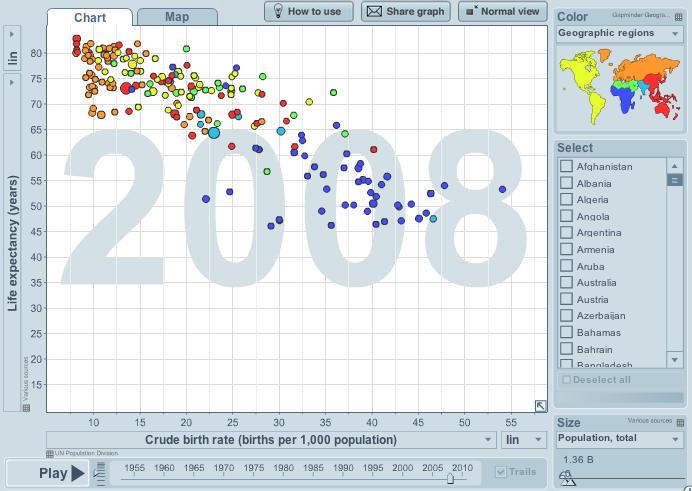 Chart
Map
How to use
Share graph
Normal view
Color
Gapminder Geogra...
Geographic regions
lin
Life expectancy (years)
Various sources
80
75
70
65
60
55
50
45
40
35
30
25
20
15
2008
10 15 20 25 30 35 40 45 50 55
Crude birth rate (births per 1,000 population)
lin
UN Population Division
Play
1955 1960 1965 1970 1975 1980 1985 1990 1995 2000 2005 2010
Trails
Select
Afghanistan
Albania
Algeria
Angola
Argentina
Armenia
Aruba
Australia
Austria
Azerbaijan
Bahamas
Bahrain
Bangladesh
Deselect all
Size
Various sources
Population, total
1.36 B